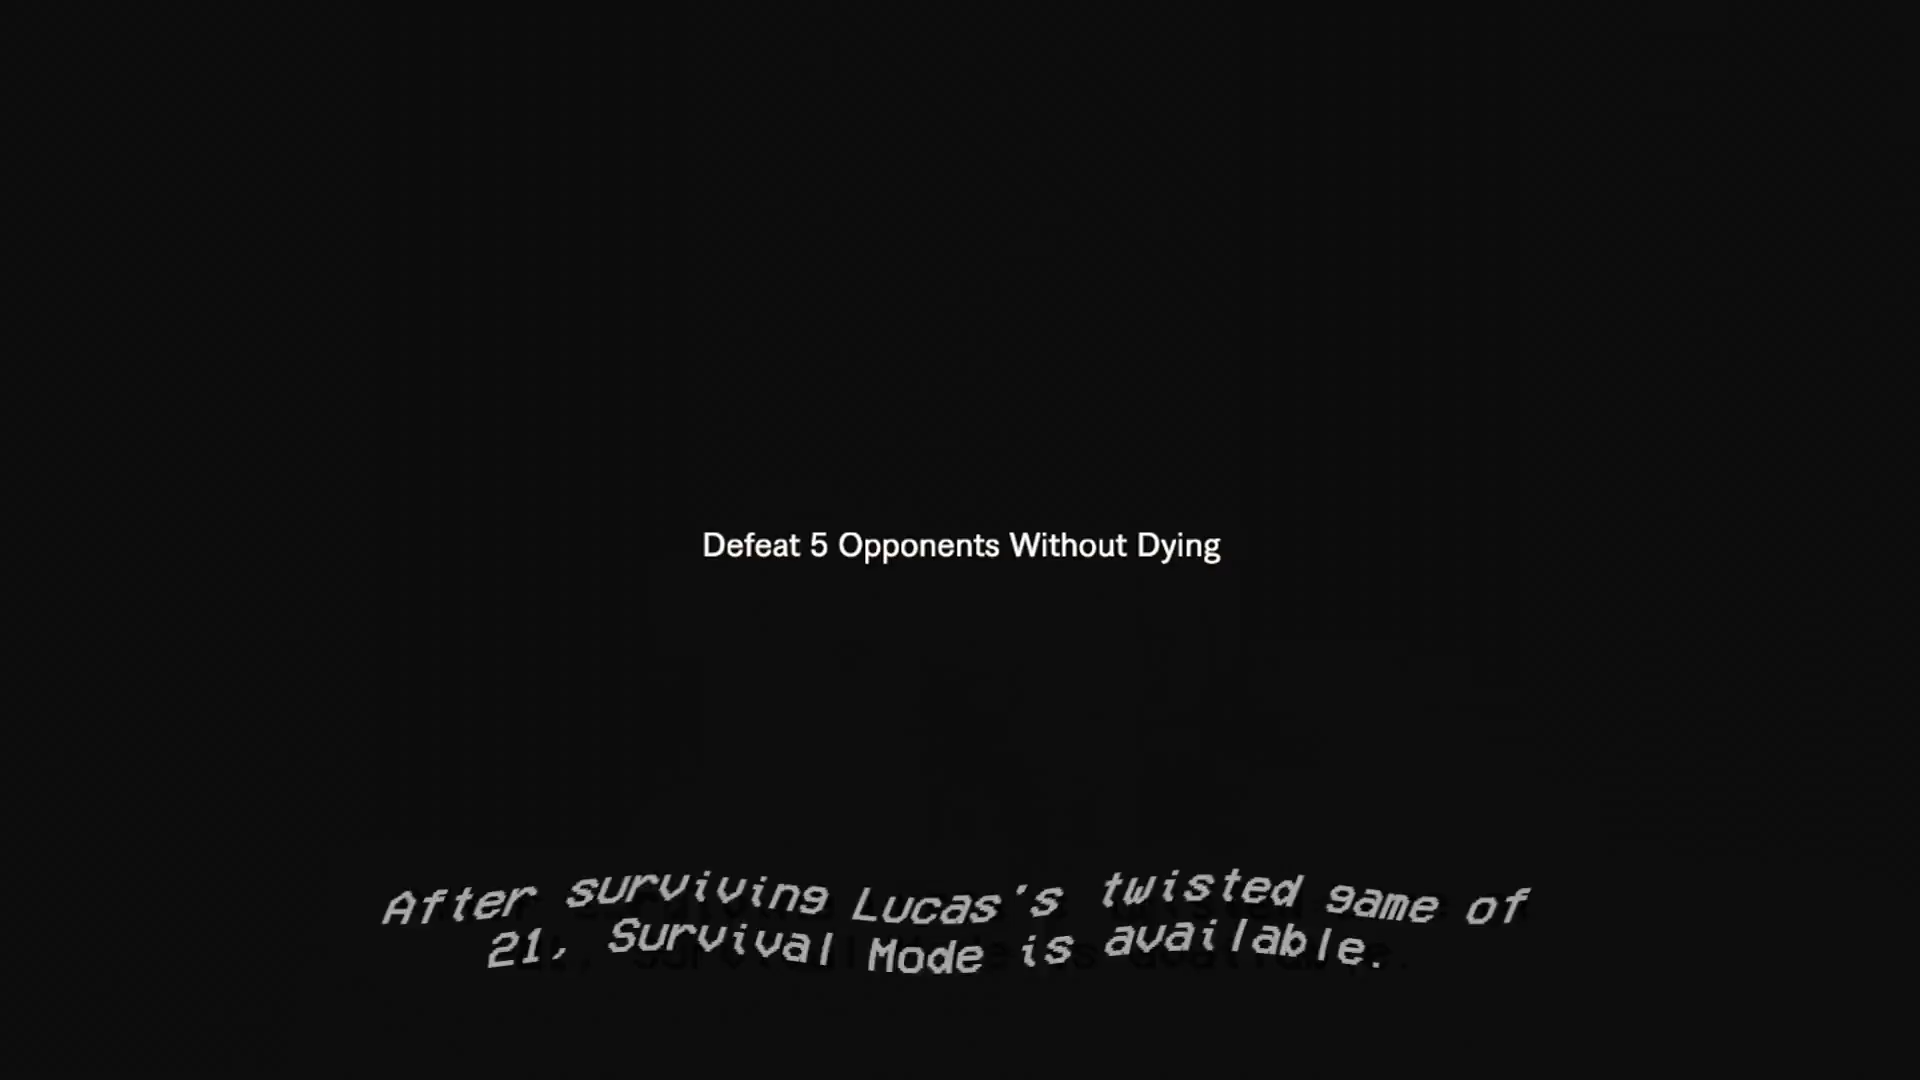 Defeat 5 Opponents Without Dying
After surviving Lucas's twisted game of
21, Survival Mode is available.